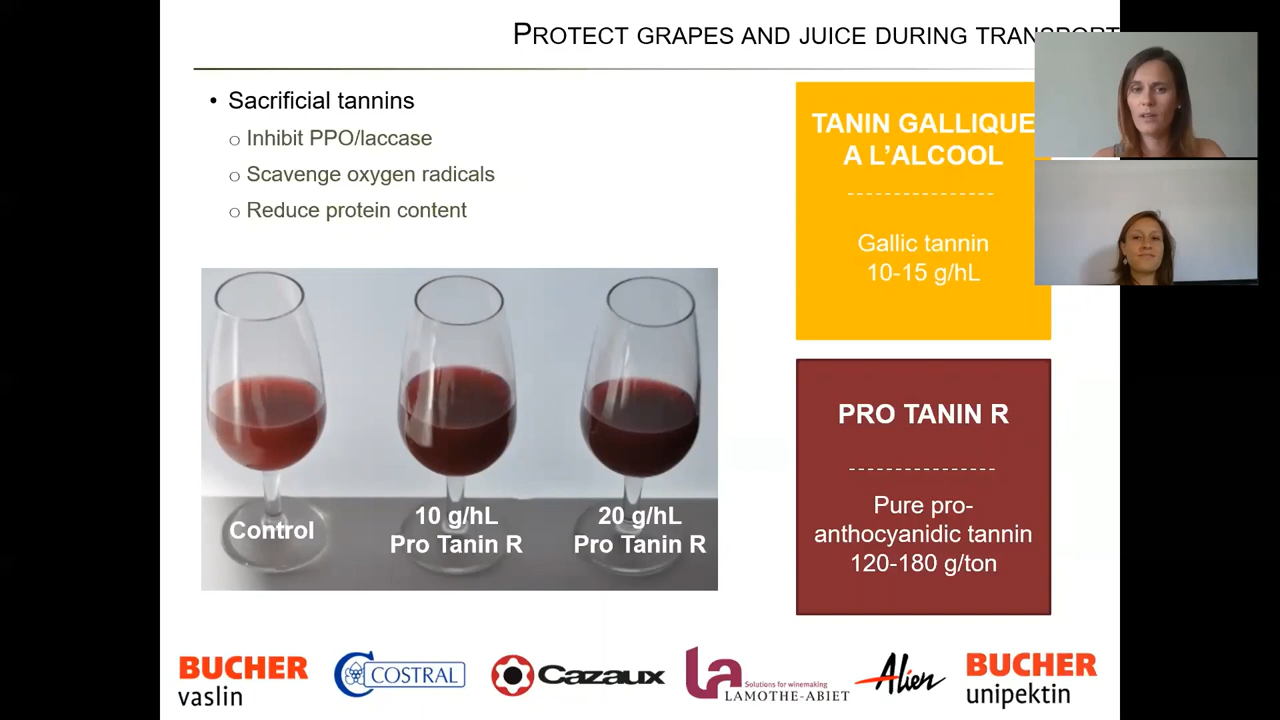 PROTECT GRAPES AND JUICE DURING TRANSPORT
• Sacrificial tannins
o Inhibit PPO/laccase
o Scavenge oxygen radicals
o Reduce protein content
TANIN GALLIQUE
A L’ALCOOL
----------------
Gallic tannin
10-15 g/hL
Control
10 g/hL
Pro Tanin R
20 g/hL
Pro Tanin R
PRO TANIN R
----------------
Pure pro-
anthocyanidic tannin
120-180 g/ton
BUCHER
vaslin
COSTRAL
Cazaux
La
Solutions for winemaking
LAMOTHE-ABIET
Alien
BUCHER
unipektin